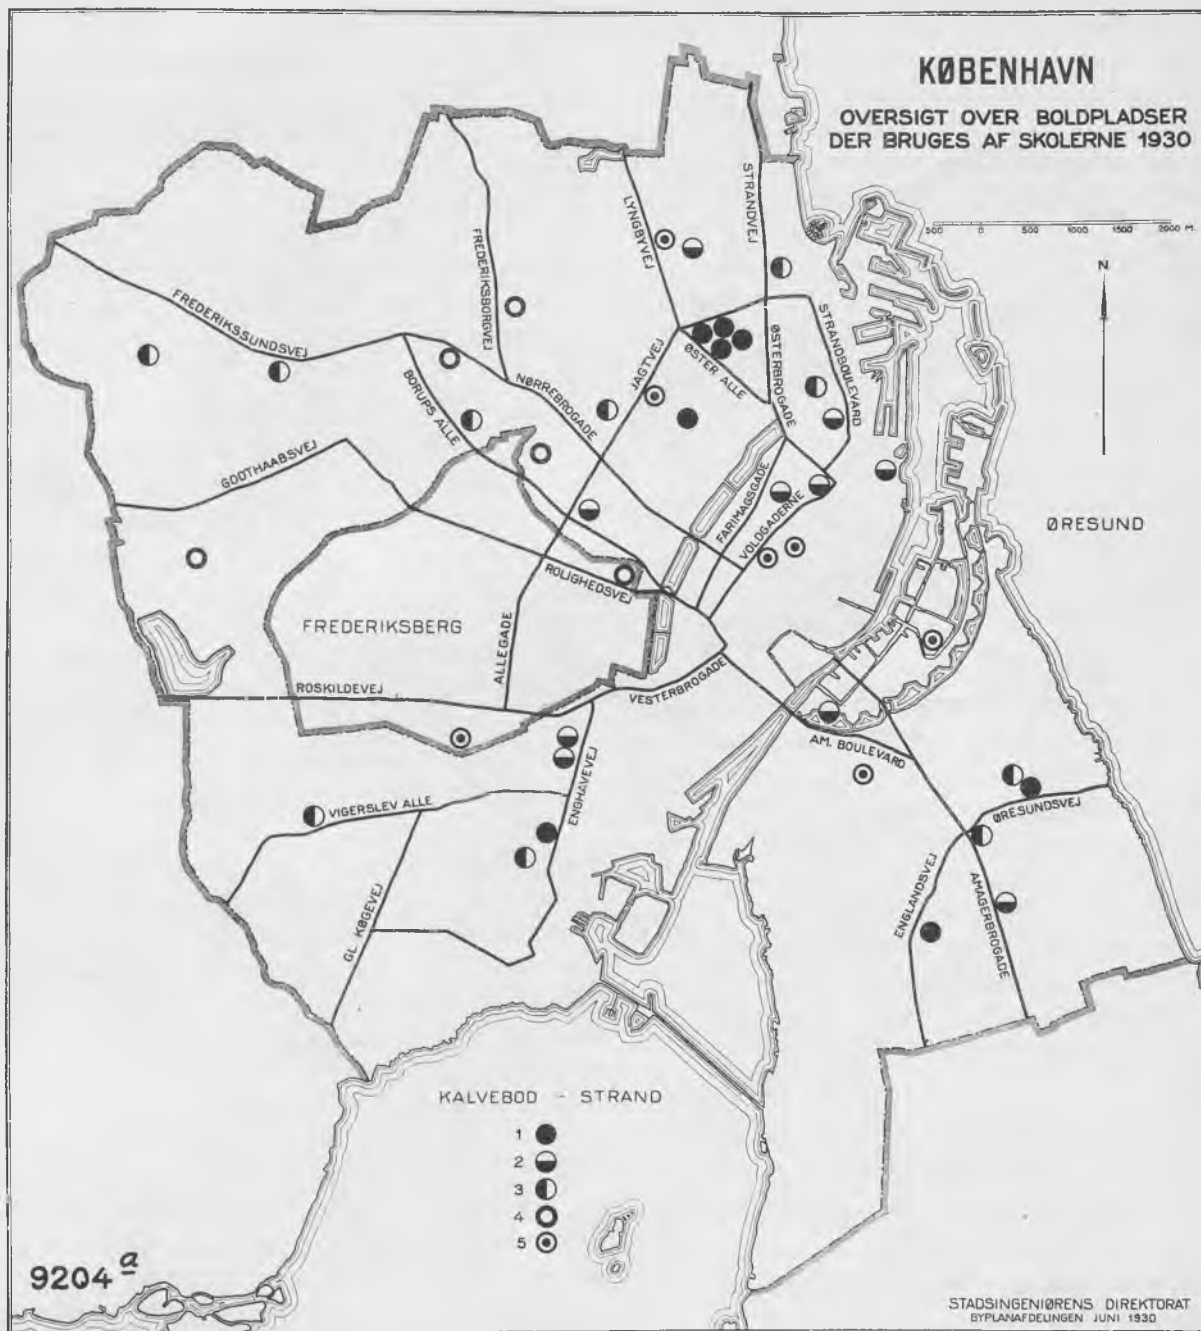 KØBENHAVN
OVERSIGT OVER BOLDPLADSER
DER BRUGES AF SKOLERNE 1930
500 0 500 1000 1500 2000 M.
N
STRANDVEJ
LYNGBYVEJ
FREDERIKSBORGVEJ
FREDERIKSSUNDSVEJ
STRANDBOULEVARD
ØSTERBROGADE
ØSTER ALLE
JAGTVEJ
NØRREBROGADE
BORUPS ALLE
GODTHAABSVEJ
FARIMAGSGADE
VOLDGADERNE
ØRESUND
ROLIGHEDSVEJ
FREDERIKSBERG
ALLEGADE
ROSKILDEVEJ
VESTERBROGADE
AM. BOULEVARD
ENGHAVEVEJ
VIGERSLEV ALLE
ØRESUNDSVEJ
ENGLANDSVEJ
AMAGERBROGADE
GL. KØGEVEJ
KALVEBOD - STRAND
1
2
3
4
5
9204 a
STADSINGENIØRENS DIREKTORAT
BYPLANAFDELINGEN JUNI 1930